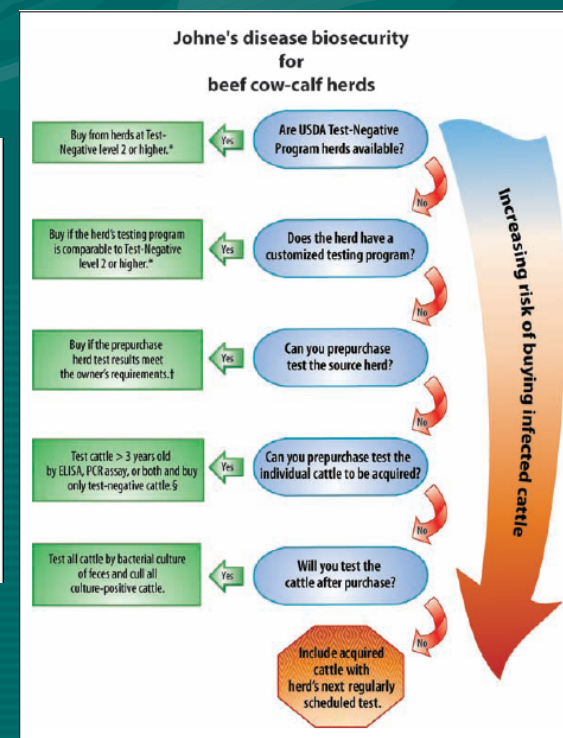 Johne's disease biosecurity
for
beef cow-calf herds
Buy from herds at Test-
Negative level 2 or higher.*
Yes
Are USDA Test-Negative
Program herds available?
No
Buy if the herd's testing program
is comparable to Test-Negative
level 2 or higher.*
Yes
Does the herd have a
customized testing program?
No
Buy if the prepurchase
herd test results meet
the owner's requirements.†
Yes
Can you prepurchase
test the source herd?
No
Test cattle > 3 years old
by ELISA, PCR assay, or both and buy
only test-negative cattle.§
Yes
Can you prepurchase test the
individual cattle to be acquired?
No
Test all cattle by bacterial culture
of feces and cull all
culture-positive cattle.
Yes
Will you test the
cattle after purchase?
No
Include acquired
cattle with
herd's next regularly
scheduled test.
Increasing risk of buying infected cattle